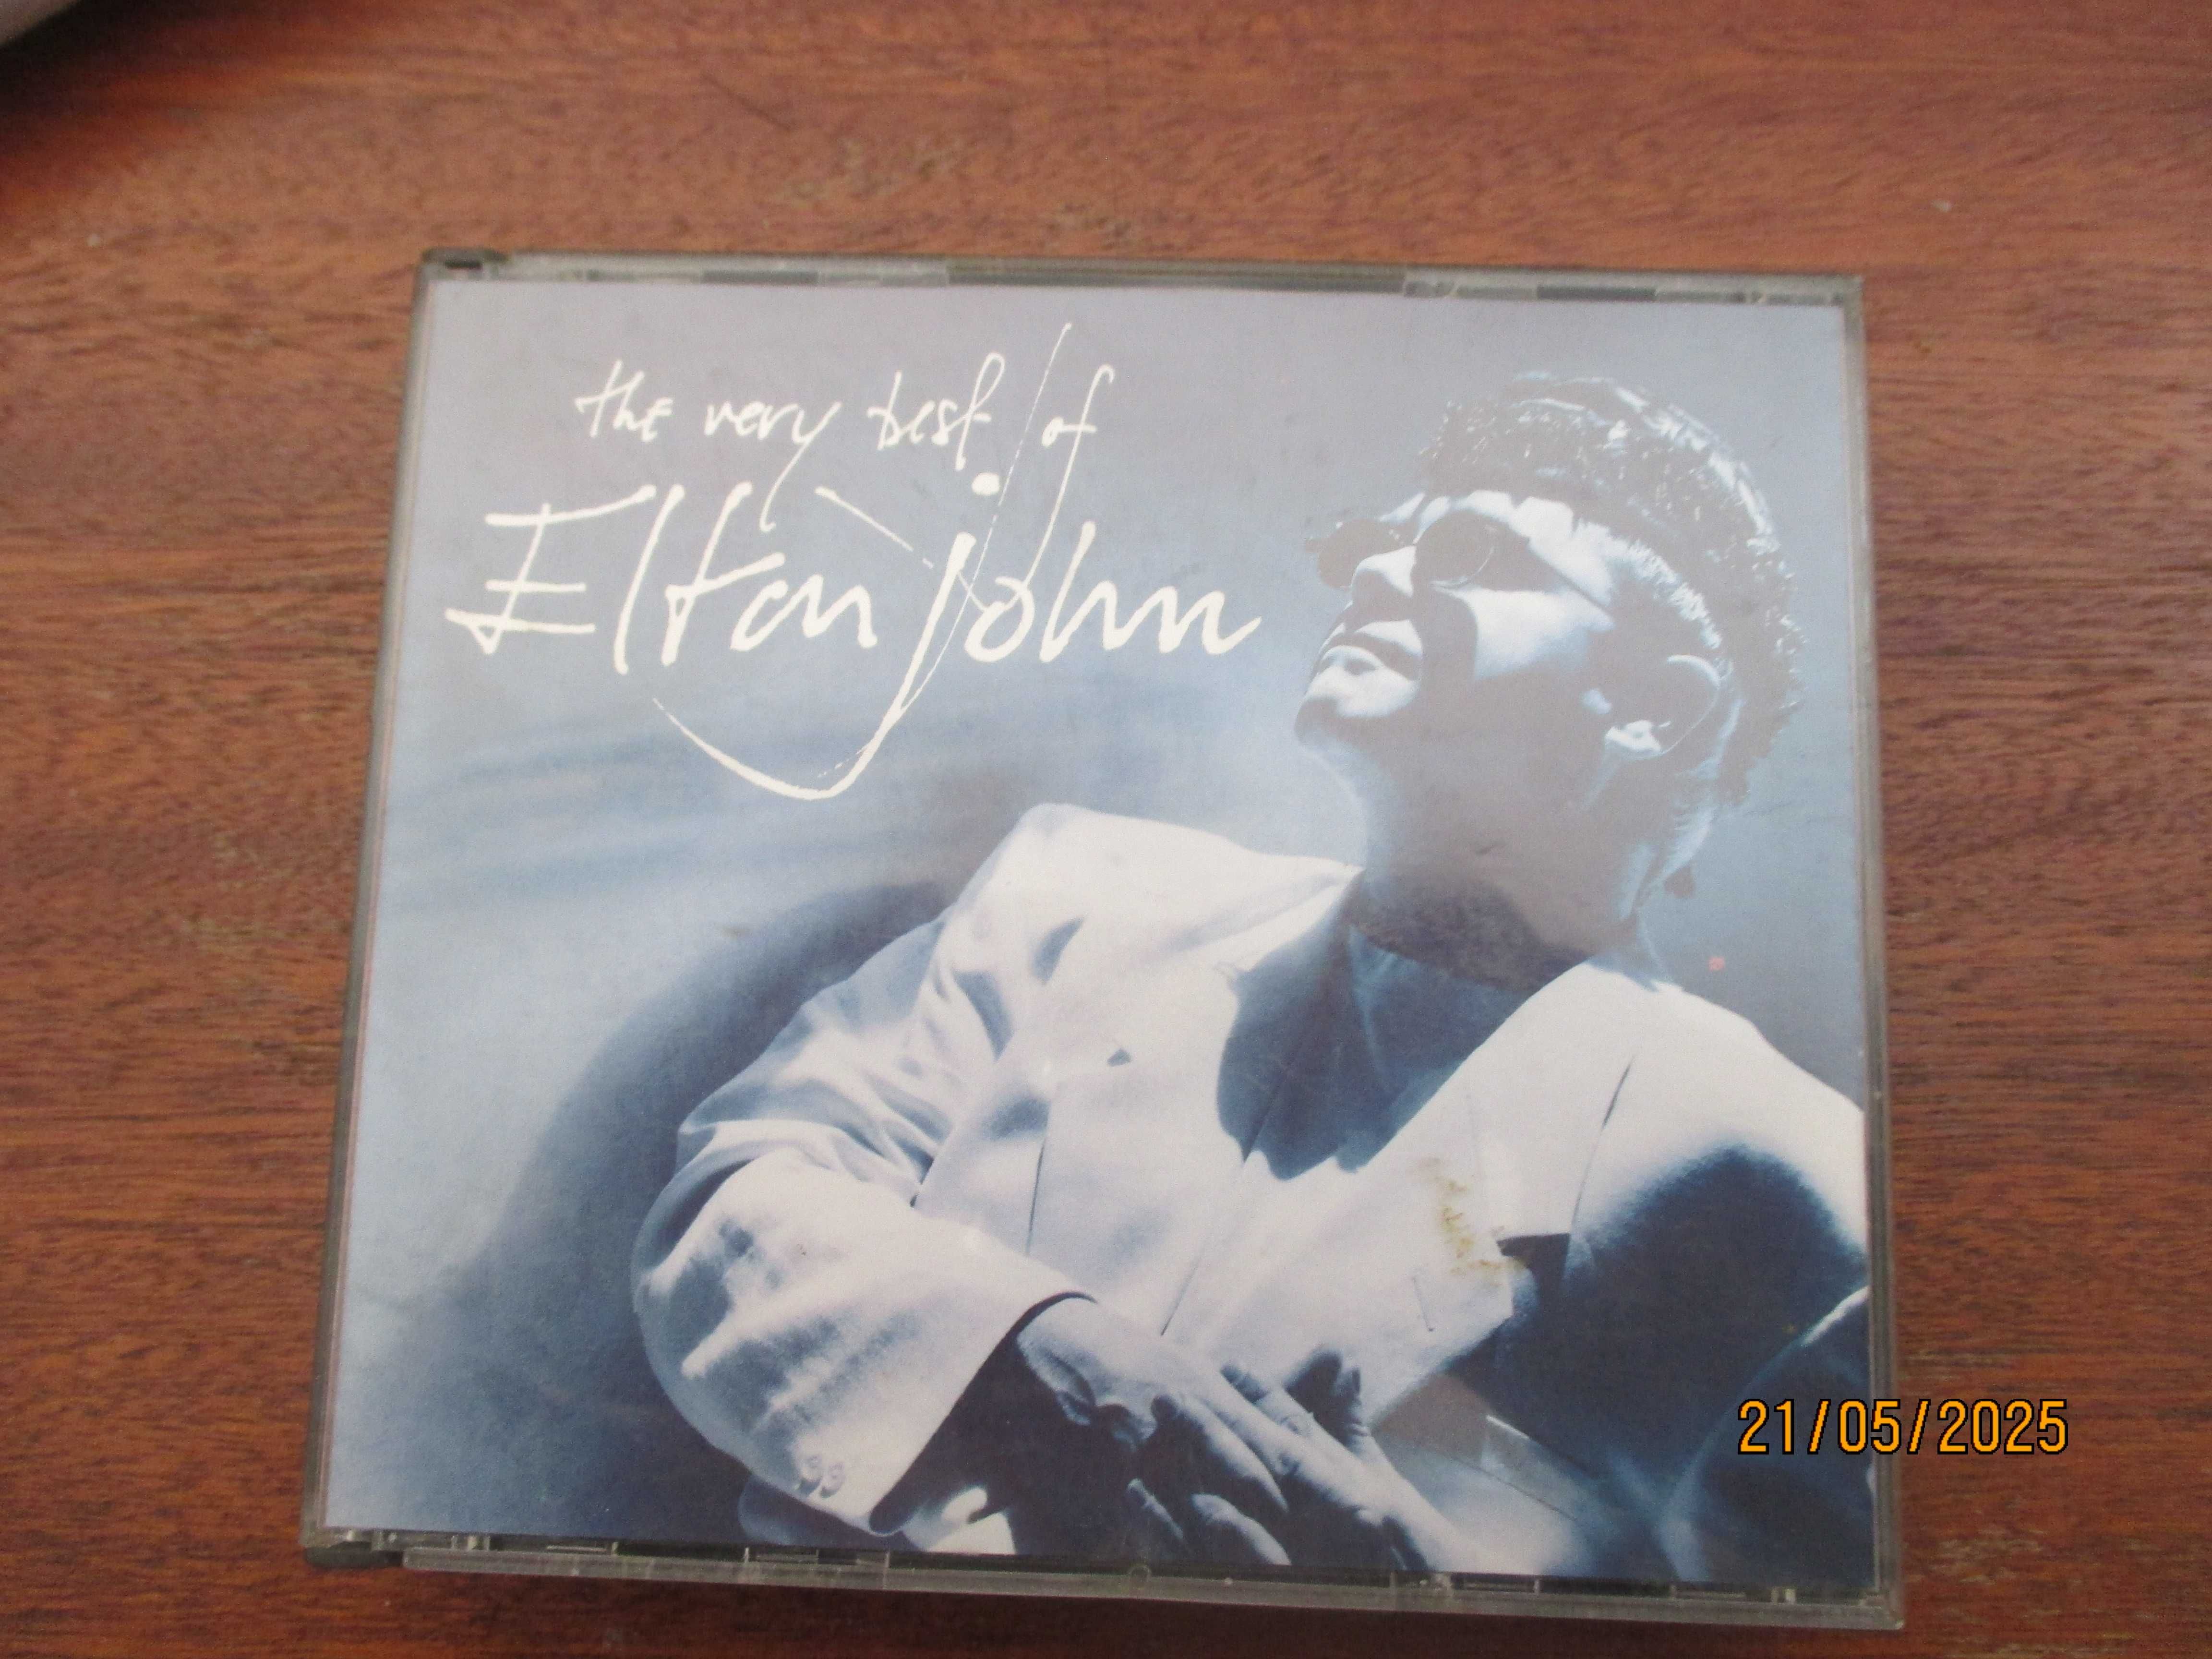 the very best of
Elton john
21/05/2025